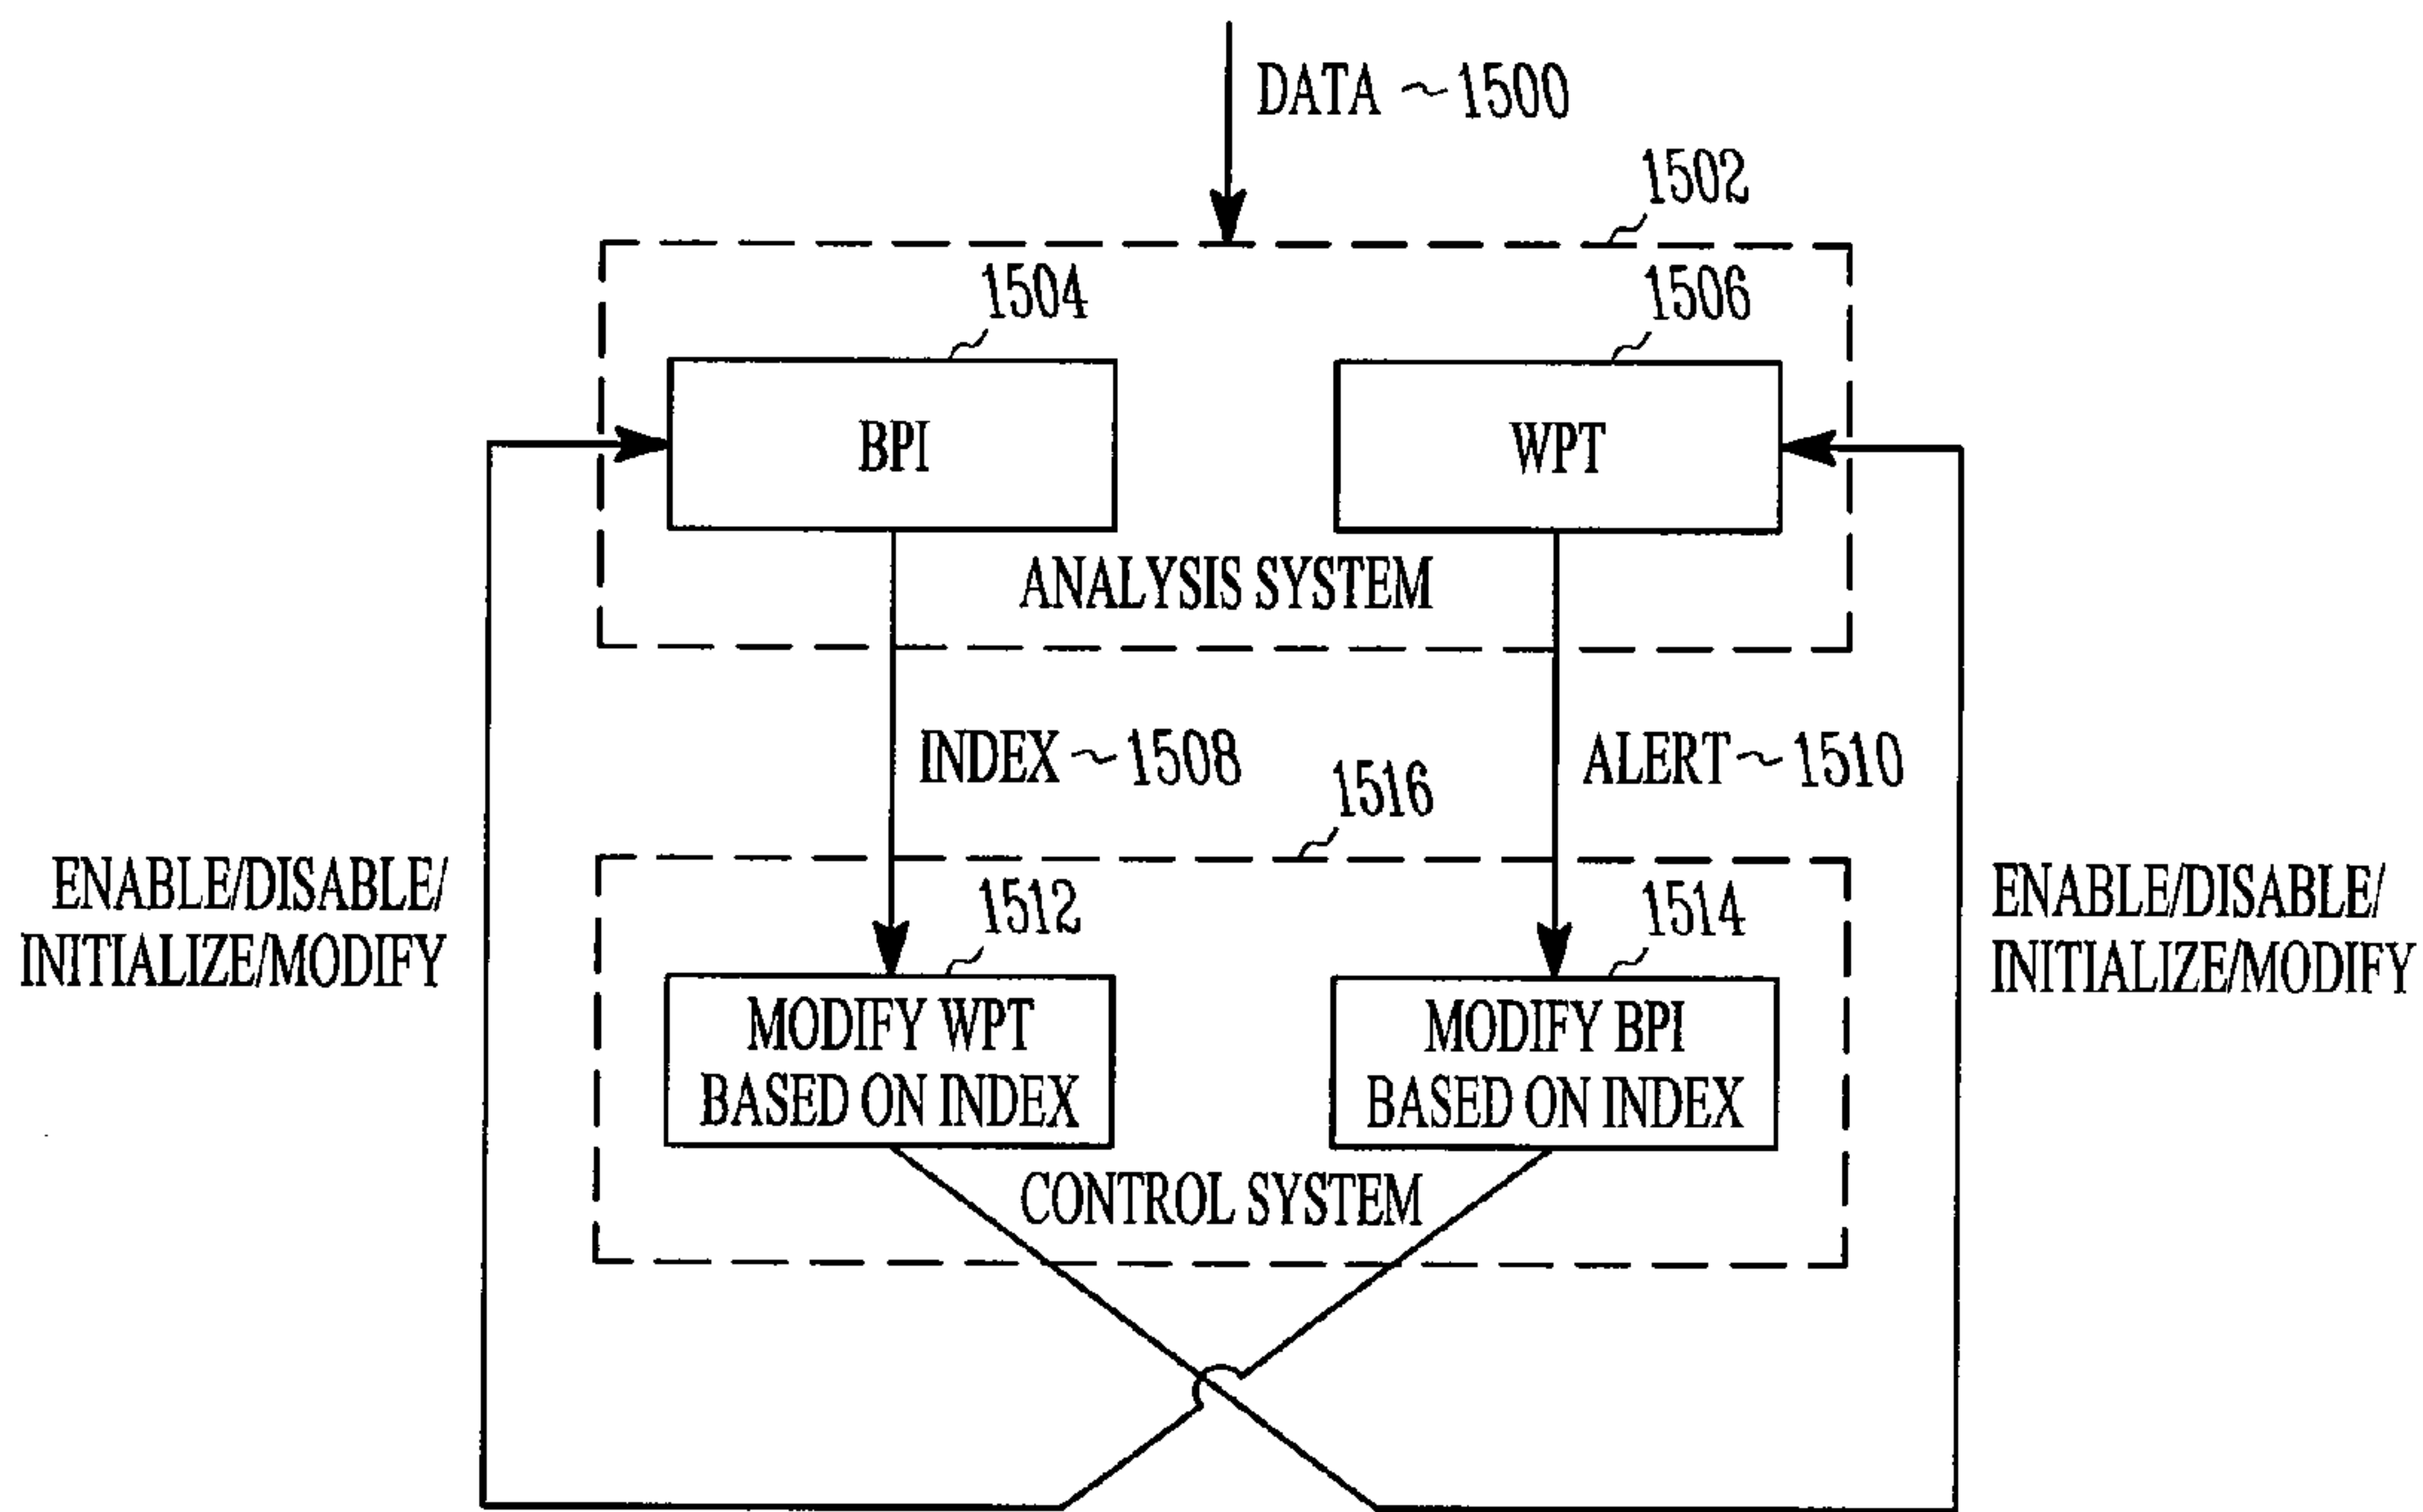 DATA ~ 1500
1502
1504
1506
BPI
WPT
ANALYSIS SYSTEM
INDEX ~ 1508
ALERT ~ 1510
1516
ENABLE/DISABLE/
INITIALIZE/MODIFY
ENABLE/DISABLE/
INITIALIZE/MODIFY
1512
1514
MODIFY WPT
BASED ON INDEX
MODIFY BPI
BASED ON INDEX
CONTROL SYSTEM